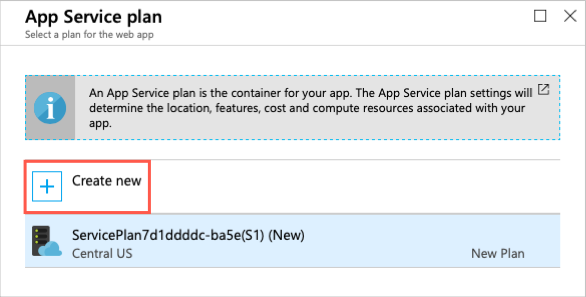 App Service plan
Select a plan for the web app
An App Service plan is the container for your app. The App Service plan settings will
determine the location, features, cost and compute resources associated with your
app.
Create new
ServicePlan7d1ddddc-ba5e(S1) (New)
Central US
New Plan